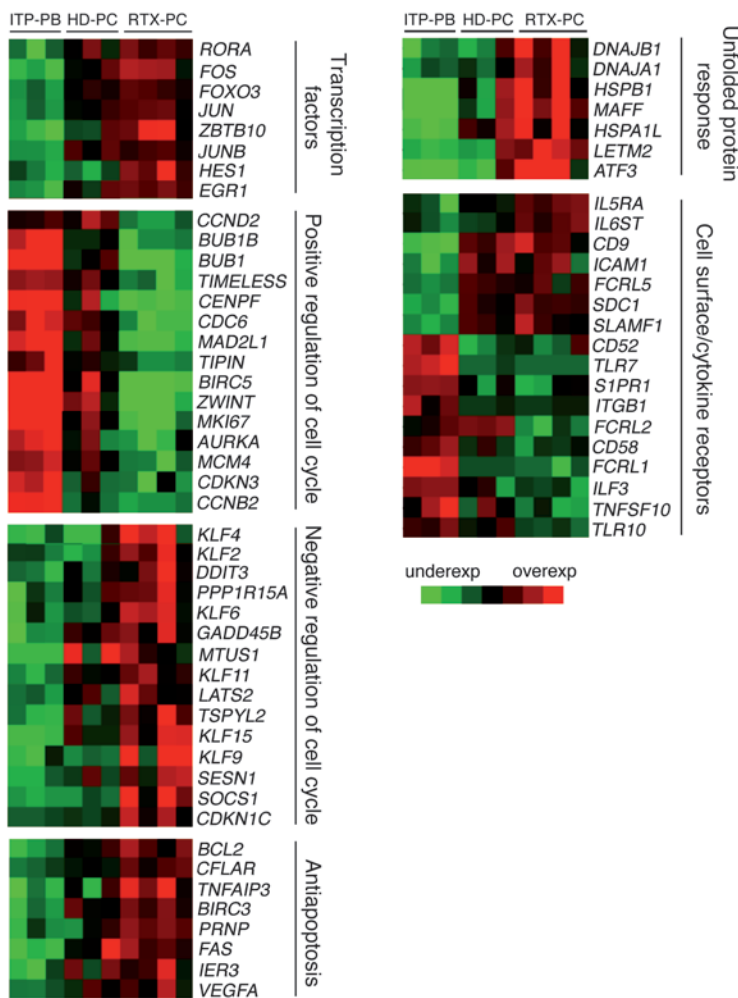 ITP-PB HD-PC RTX-PC
RORA
FOS
FOXO3
JUN
ZBTB10
JUNB
HES1
EGR1
Transcription
factors
CCND2
BUB1B
BUB1
TIMELESS
CENPF
CDC6
MAD2L1
TIPIN
BIRC5
ZWINT
MKI67
AURKA
MCM4
CDKN3
CCNB2
Positive regulation of cell cycle
KLF4
KLF2
DDIT3
PPP1R15A
KLF6
GADD45B
MTUS1
KLF11
LATS2
TSPYL2
KLF15
KLF9
SESN1
SOCS1
CDKN1C
Negative regulation of cell cycle
BCL2
CFLAR
TNFAIP3
BIRC3
PRNP
FAS
IER3
VEGFA
Antiapoptosis
ITP-PB HD-PC RTX-PC
DNAJB1
DNAJA1
HSPB1
MAFF
HSPA1L
LETM2
ATF3
Unfolded protein
response
IL5RA
IL6ST
CD9
ICAM1
FCRL5
SDC1
SLAMF1
CD52
TLR7
S1PR1
ITGB1
FCRL2
CD58
FCRL1
ILF3
TNFSF10
TLR10
Cell surface/cytokine receptors
underexp overexp